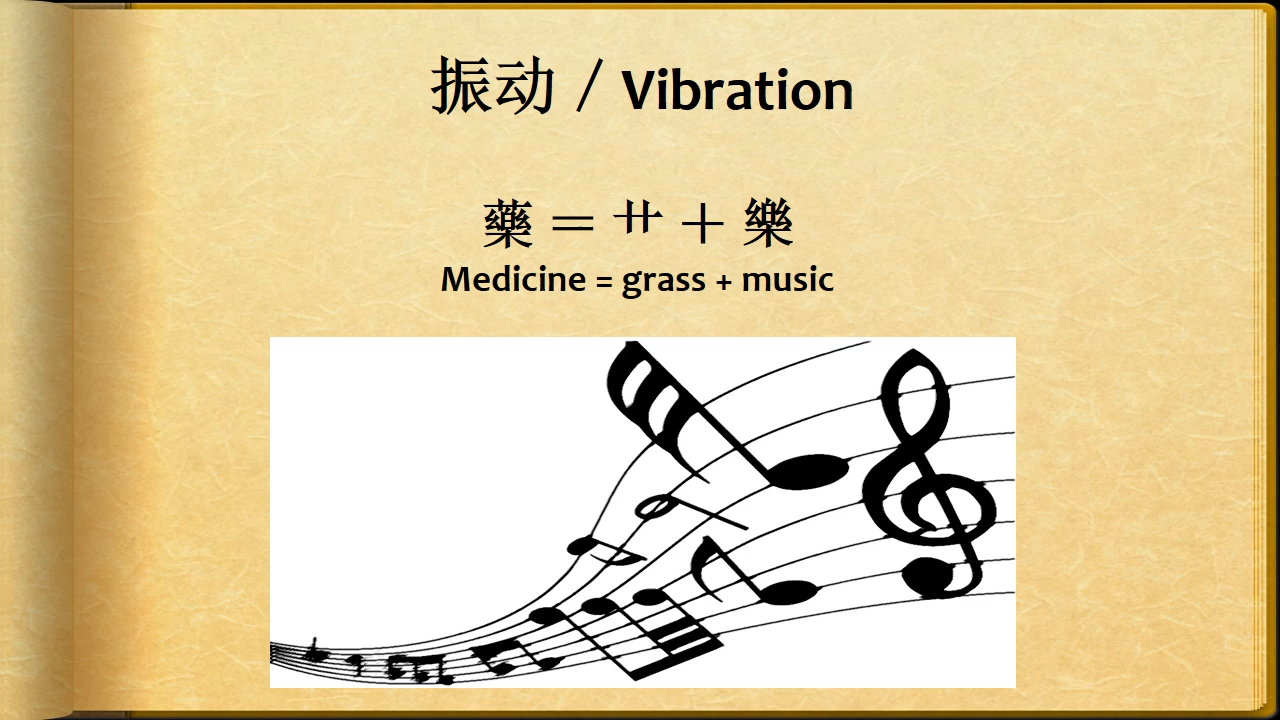 振动 / Vibration
藥 = 艹 + 樂
Medicine = grass + music